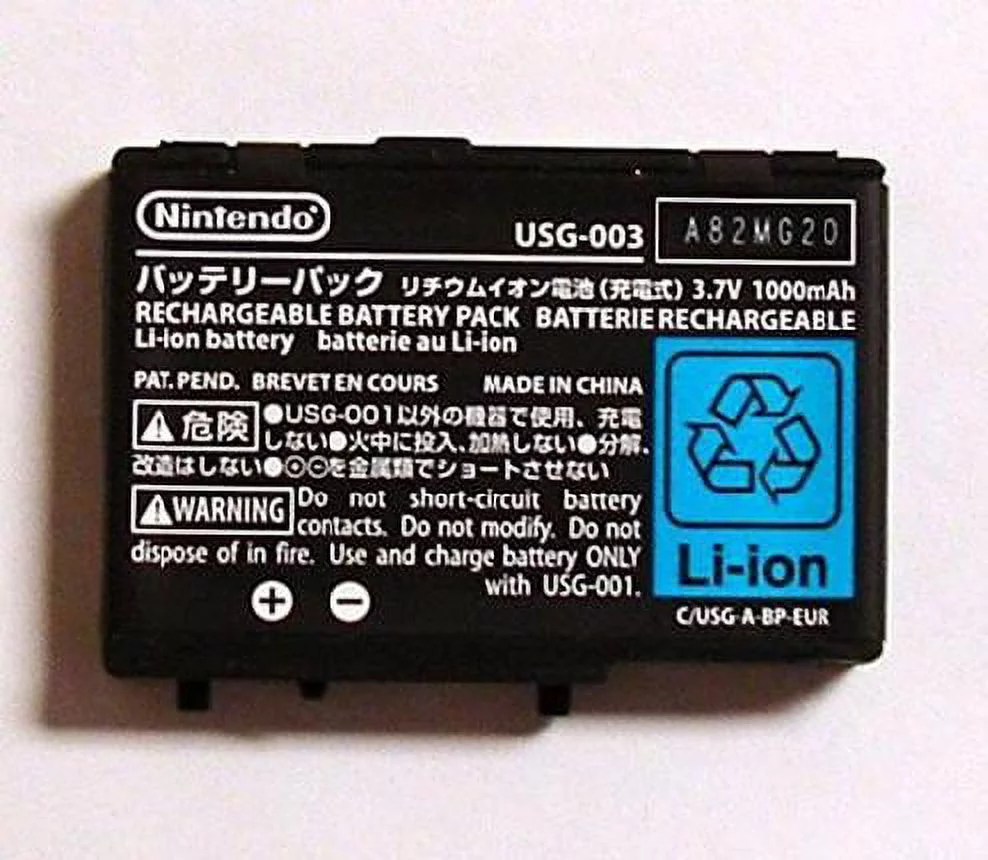 Nintendo
USG-003
A82MG20
バッテリーパック リチウムイオン電池(充電式) 3.7V 1000mAh
RECHARGEABLE BATTERY PACK BATTERIE RECHARGEABLE
Li-ion battery batterie au Li-ion
PAT. PEND. BREVET EN COURS MADE IN CHINA
危険 ●USG-001以外の機器で使用、充電
しない●火中に投入、加熱しない●分解、
改造はしない●⊕⊖を金属類でショートさせない
WARNING Do not short-circuit battery
contacts. Do not modify. Do not
dispose of in fire. Use and charge battery ONLY
with USG-001.
+ −
Li-ion
C/USG-A-BP-EUR